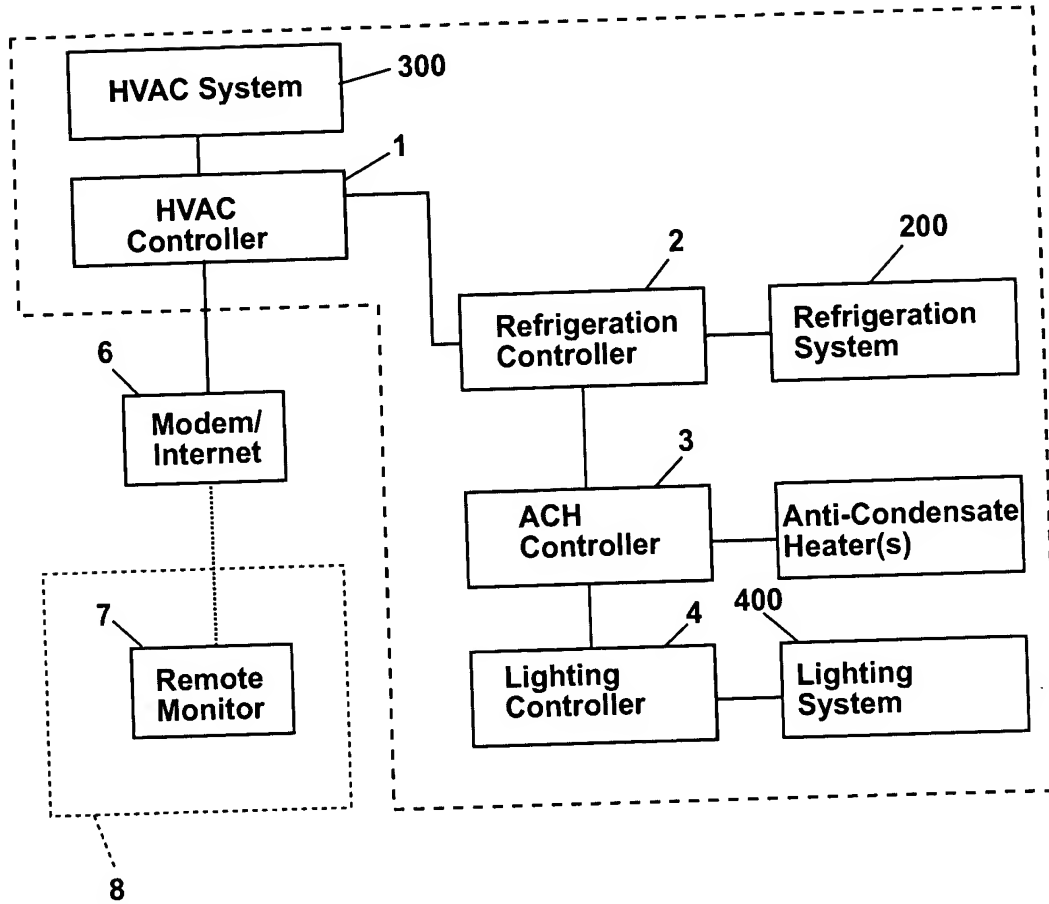 HVAC System
300
1
HVAC
Controller
2
200
Refrigeration
Controller
Refrigeration
System
6
Modem/
Internet
3
ACH
Controller
Anti-Condensate
Heater(s)
7
Remote
Monitor
4
400
Lighting
Controller
Lighting
System
8